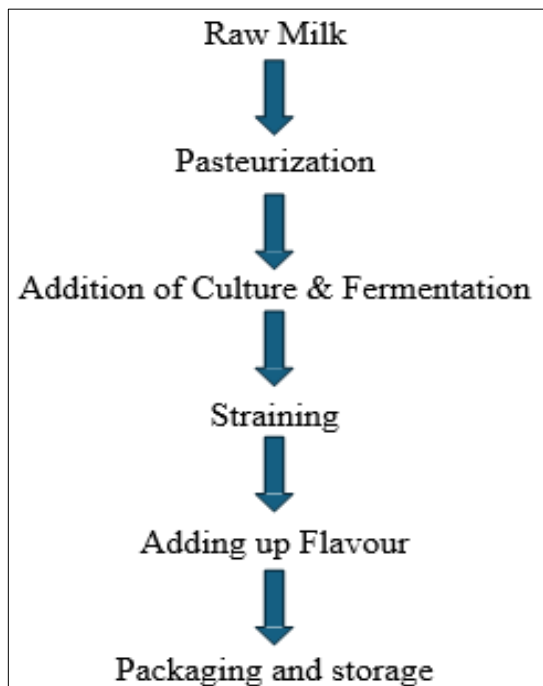 Raw Milk
Pasteurization
Addition of Culture & Fermentation
Straining
Adding up Flavour
Packaging and storage